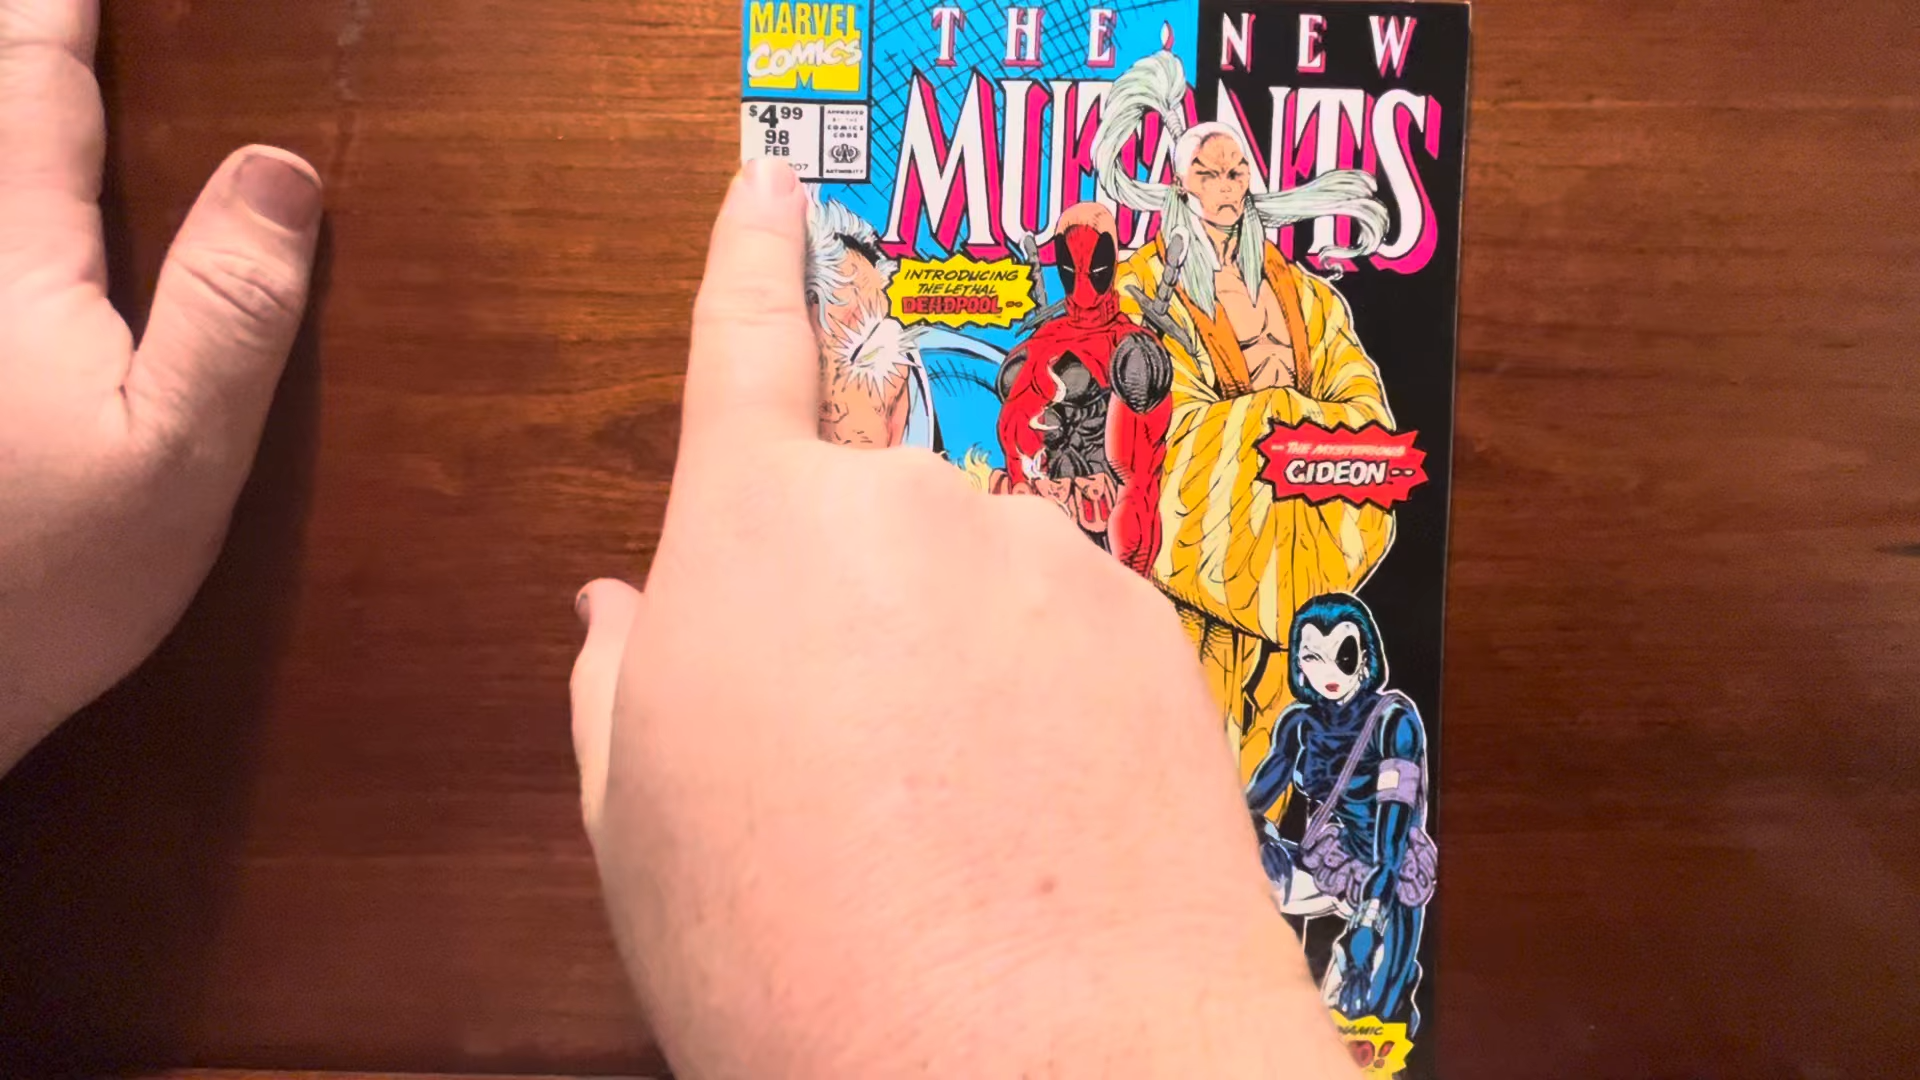 MARVEL
COMICS
M
$4.99
98
FEB
APPROVED
BY THE
COMICS
CODE
AUTHORITY
THE NEW
MUTANTS
INTRODUCING
THE LETHAL
DEADPOOL --
-- THE MYSTERIOUS
GIDEON --